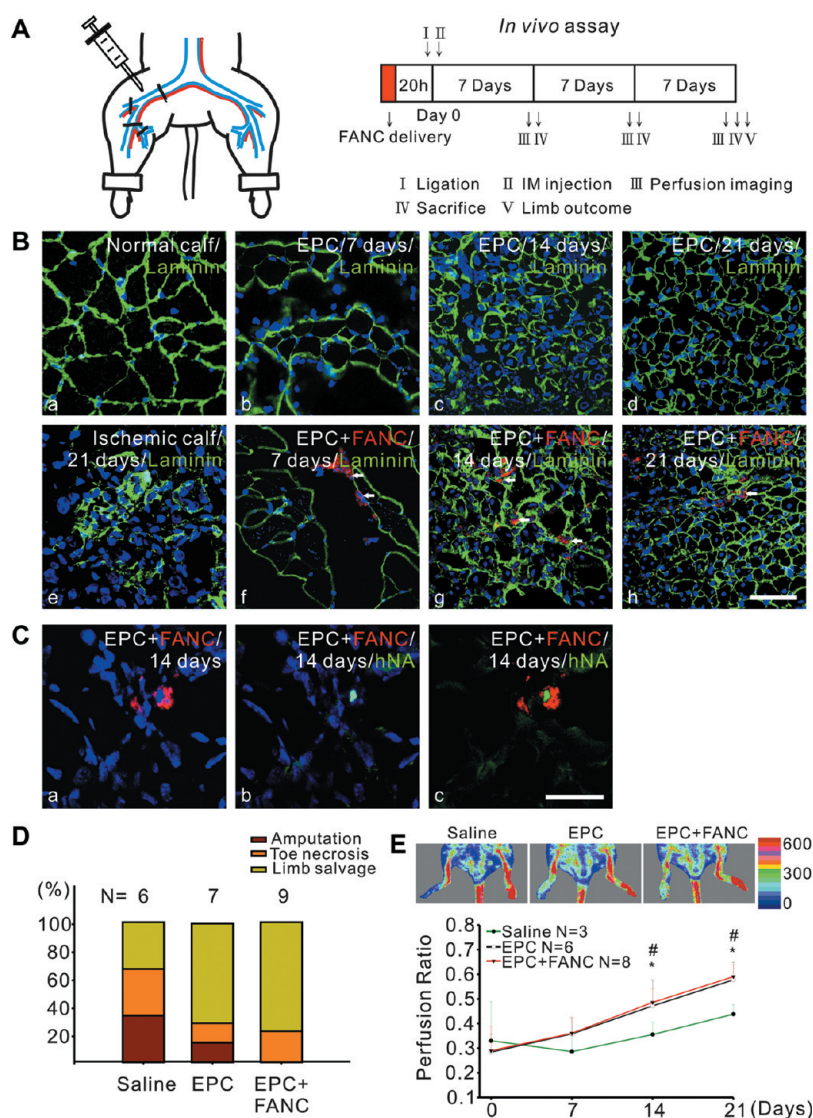 A
In vivo assay
Ⅰ Ⅱ
20h 7 Days 7 Days 7 Days
Day 0
FANC delivery Ⅲ Ⅳ Ⅲ Ⅳ Ⅲ Ⅳ Ⅴ
Ⅰ Ligation Ⅱ IM injection Ⅲ Perfusion imaging
Ⅳ Sacrifice Ⅴ Limb outcome
B
Normal calf/
Laminin
a
EPC/7 days/
Laminin
b
EPC/14 days/
Laminin
c
EPC/21 days/
Laminin
d
Ischemic calf/
21 days/Laminin
e
EPC+FANC/
7 days/Laminin
f
EPC+FANC/
14 days/Laminin
g
EPC+FANC/
21 days/Laminin
h
C
EPC+FANC/
14 days
a
EPC+FANC/
14 days/hNA
b
EPC+FANC/
14 days/hNA
c
D
Amputation
Toe necrosis
Limb salvage
(%)
N= 6 7 9
100
80
60
40
20
Saline EPC EPC+
FANC
E
Saline EPC EPC+FANC
600
300
0
Perfusion Ratio
0.8
0.7
0.6
0.5
0.4
0.3
0.2
0.1
Saline N=3
EPC N=6
EPC+FANC N=8
# #
* *
0 7 14 21 (Days)